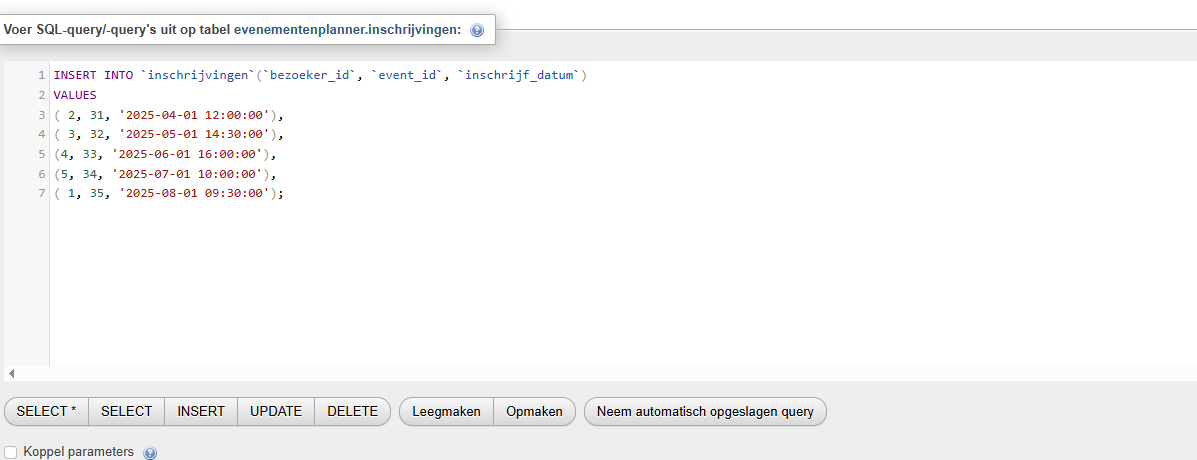 Voer SQL-query/-query's uit op tabel evenementenplanner.inschrijvingen:
1 INSERT INTO `inschrijvingen`(`bezoeker_id`, `event_id`, `inschrijf_datum`)
2 VALUES
3 ( 2, 31, '2025-04-01 12:00:00'),
4 ( 3, 32, '2025-05-01 14:30:00'),
5 (4, 33, '2025-06-01 16:00:00'),
6 (5, 34, '2025-07-01 10:00:00'),
7 ( 1, 35, '2025-08-01 09:30:00');
SELECT * SELECT INSERT UPDATE DELETE Leegmaken Opmaken Neem automatisch opgeslagen query
Koppel parameters